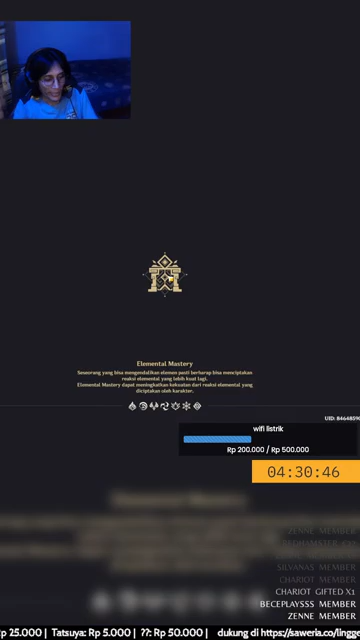 Elemental Mastery
Seseorang yang bisa mengendalikan elemen pasti berharap bisa menciptakan
reaksi elemental yang lebih kuat lagi.
Elemental Mastery dapat meningkatkan kekuatan dari reaksi elemental yang
diciptakan oleh karakter.
UID: 8464859
wifi listrik
Rp 200.000 / Rp 500.000
04:30:46
ZENNE MEMBER
SILVANAS MEMBER
CHARIOT MEMBER
CHARIOT GIFTED X1
BECEPLAYSSS MEMBER
ZENNE MEMBER
p 25.000 | Tatsuya: Rp 5.000 | ??: Rp 50.000 | dukung di https://saweria.co/lingg